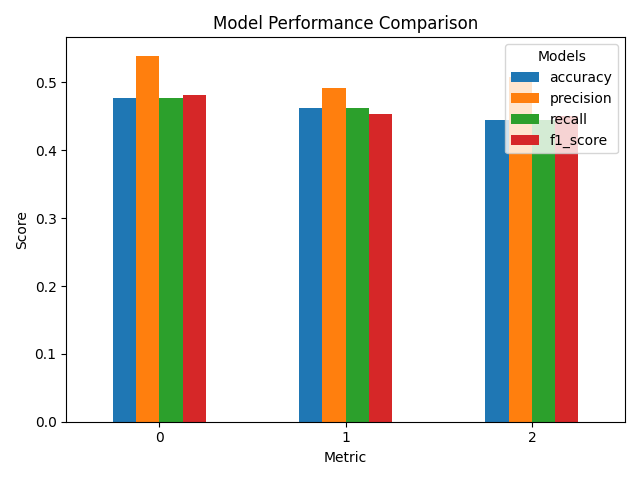 Model Performance Comparison
Models
accuracy
precision
recall
f1_score
0.5
0.4
0.3
0.2
0.1
0.0
Score
0 1 2
Metric